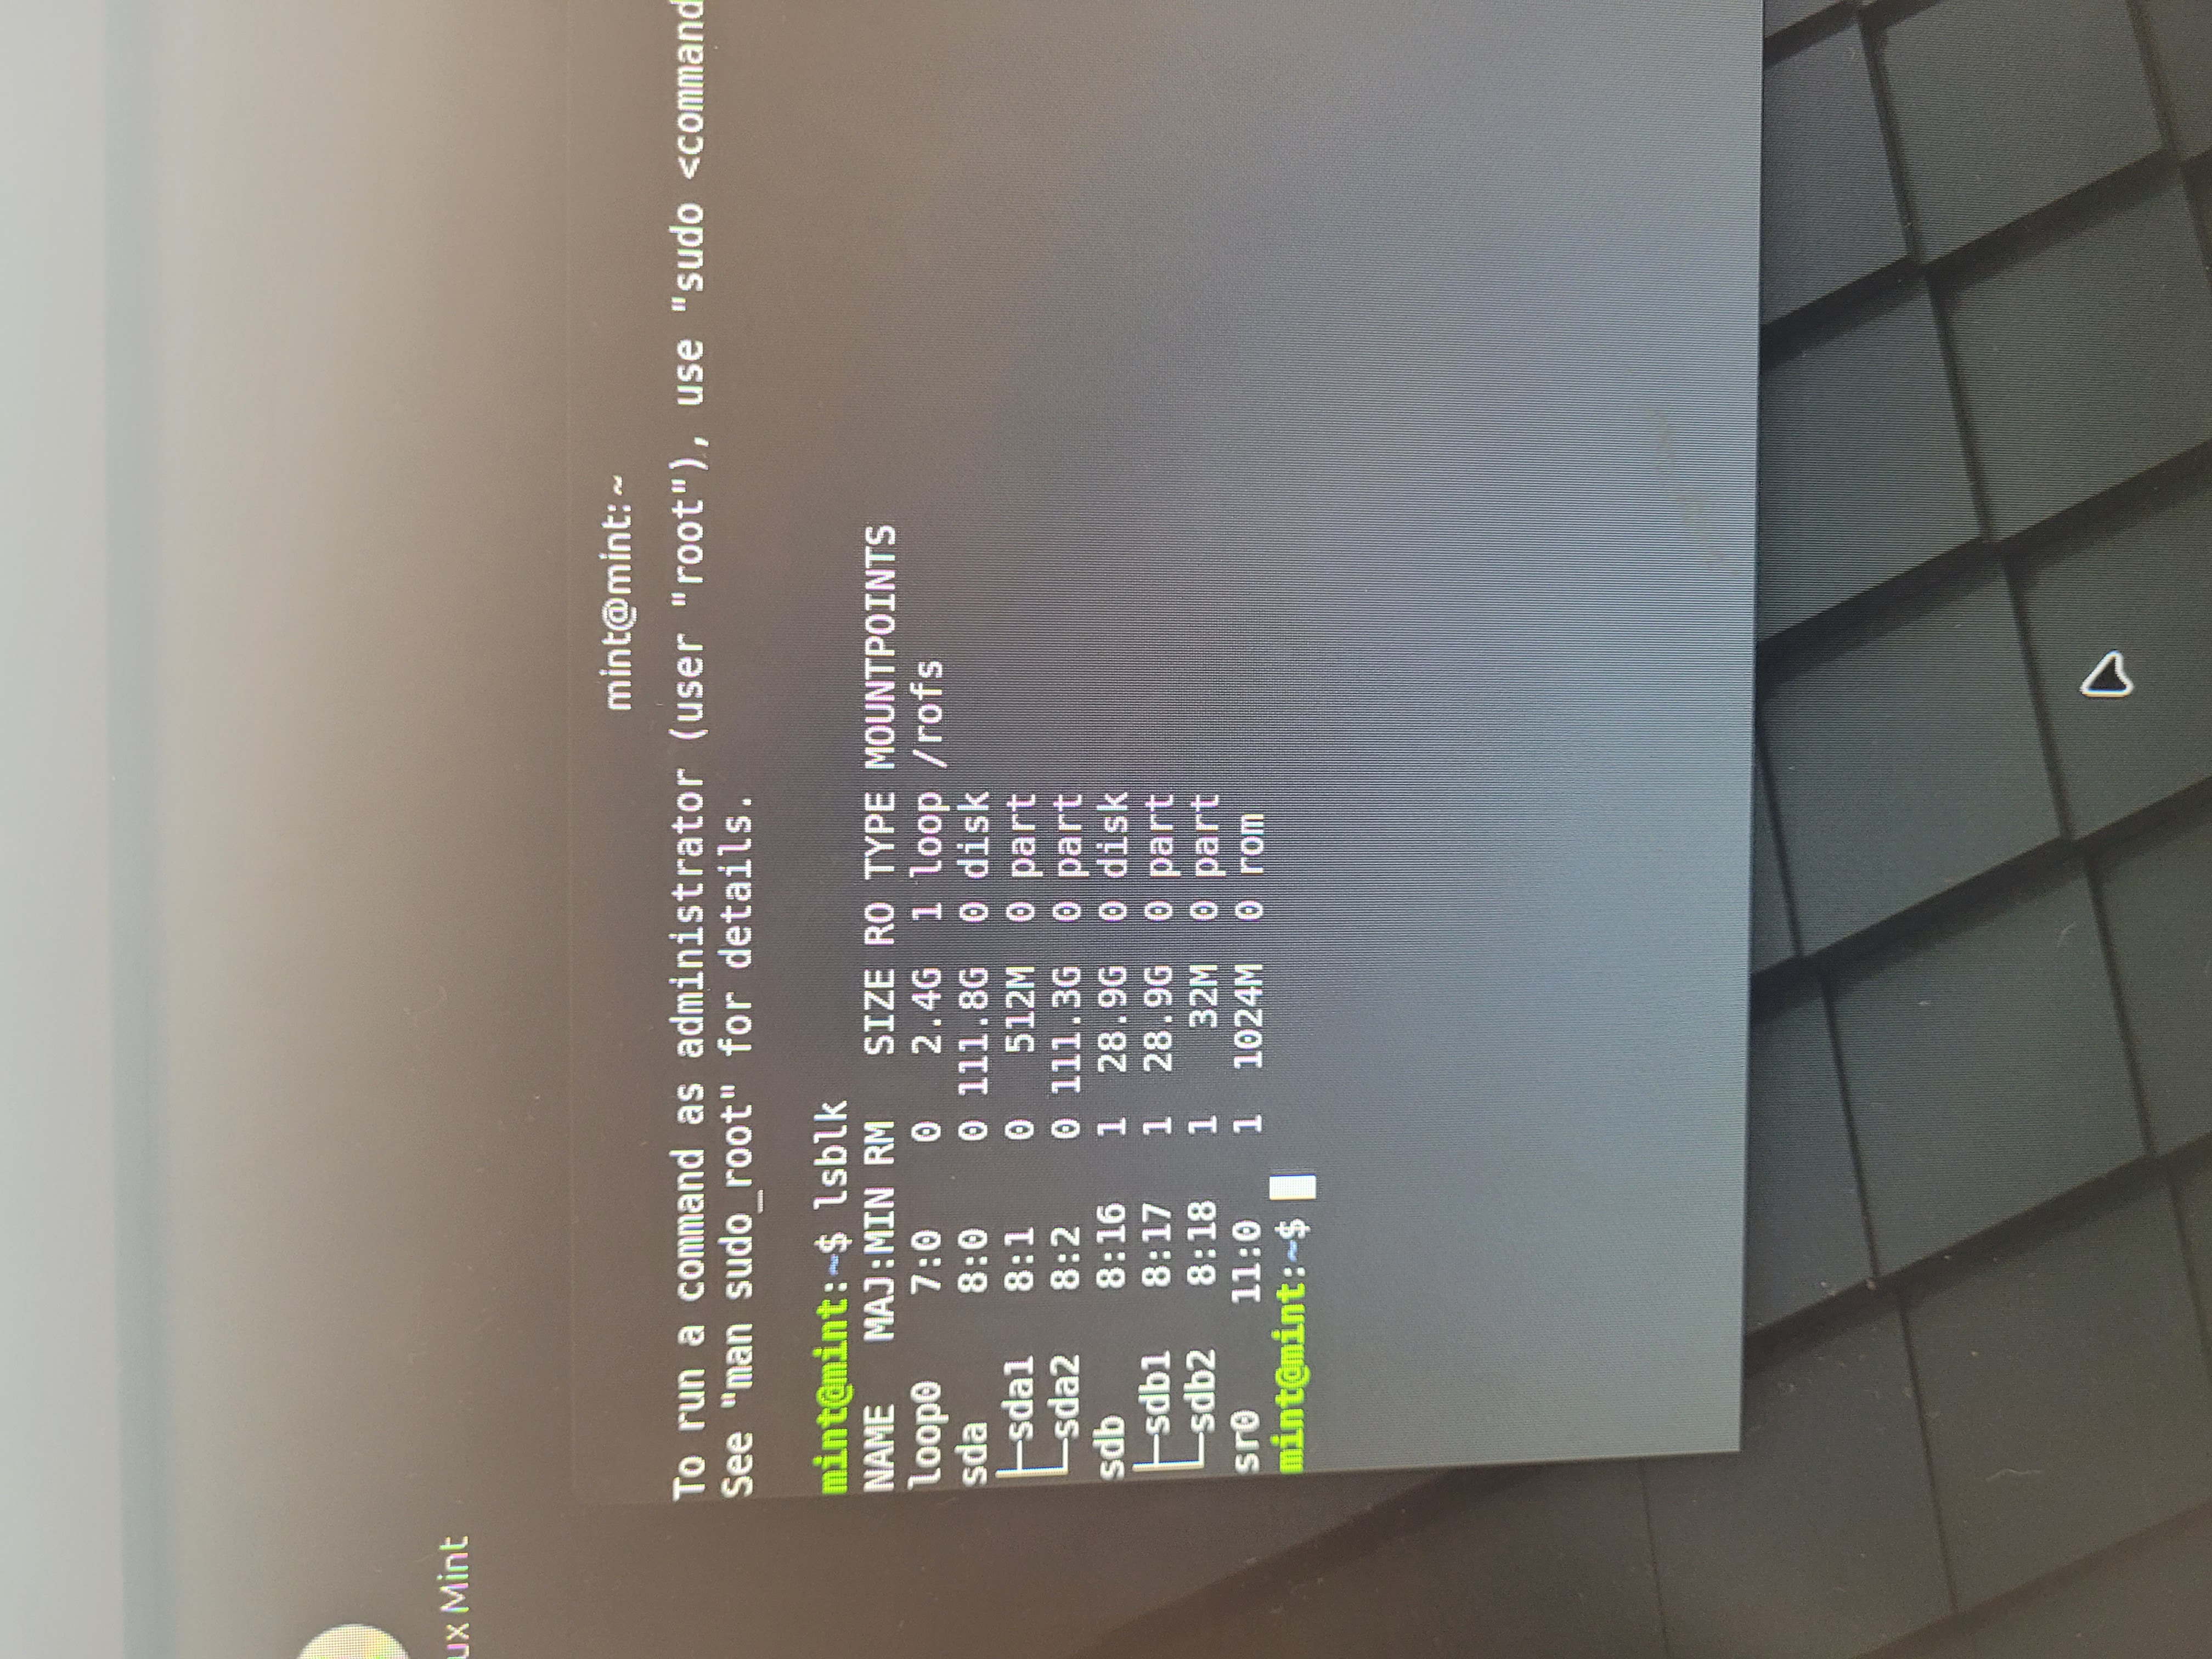 ux Mint
mint@mint: ~
To run a command as administrator (user "root"), use "sudo <command
See "man sudo_root" for details.
mint@mint:~$ lsblk
NAME   MAJ:MIN RM   SIZE RO TYPE MOUNTPOINTS
loop0    7:0    0   2.4G  1 loop /rofs
sda      8:0    0 111.8G  0 disk
├─sda1   8:1    0   512M  0 part
└─sda2   8:2    0 111.3G  0 part
sdb      8:16   1  28.9G  0 disk
├─sdb1   8:17   1  28.9G  0 part
└─sdb2   8:18   1    32M  0 part
sr0     11:0    1  1024M  0 rom
mint@mint:~$